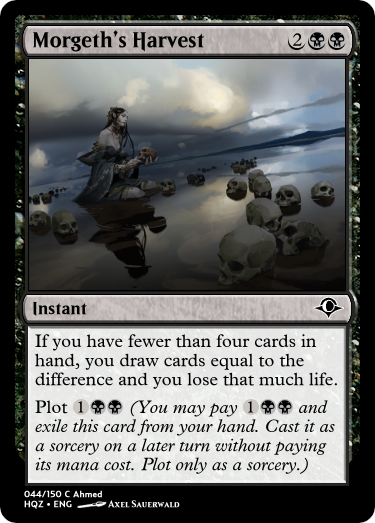 Morgeth's Harvest 2
Instant
If you have fewer than four cards in
hand, you draw cards equal to the
difference and you lose that much life.
Plot 1 (You may pay 1 and
exile this card from your hand. Cast it as
a sorcery on a later turn without paying
its mana cost. Plot only as a sorcery.)
044/150 C Ahmed
HQZ • ENG Axel Sauerwald